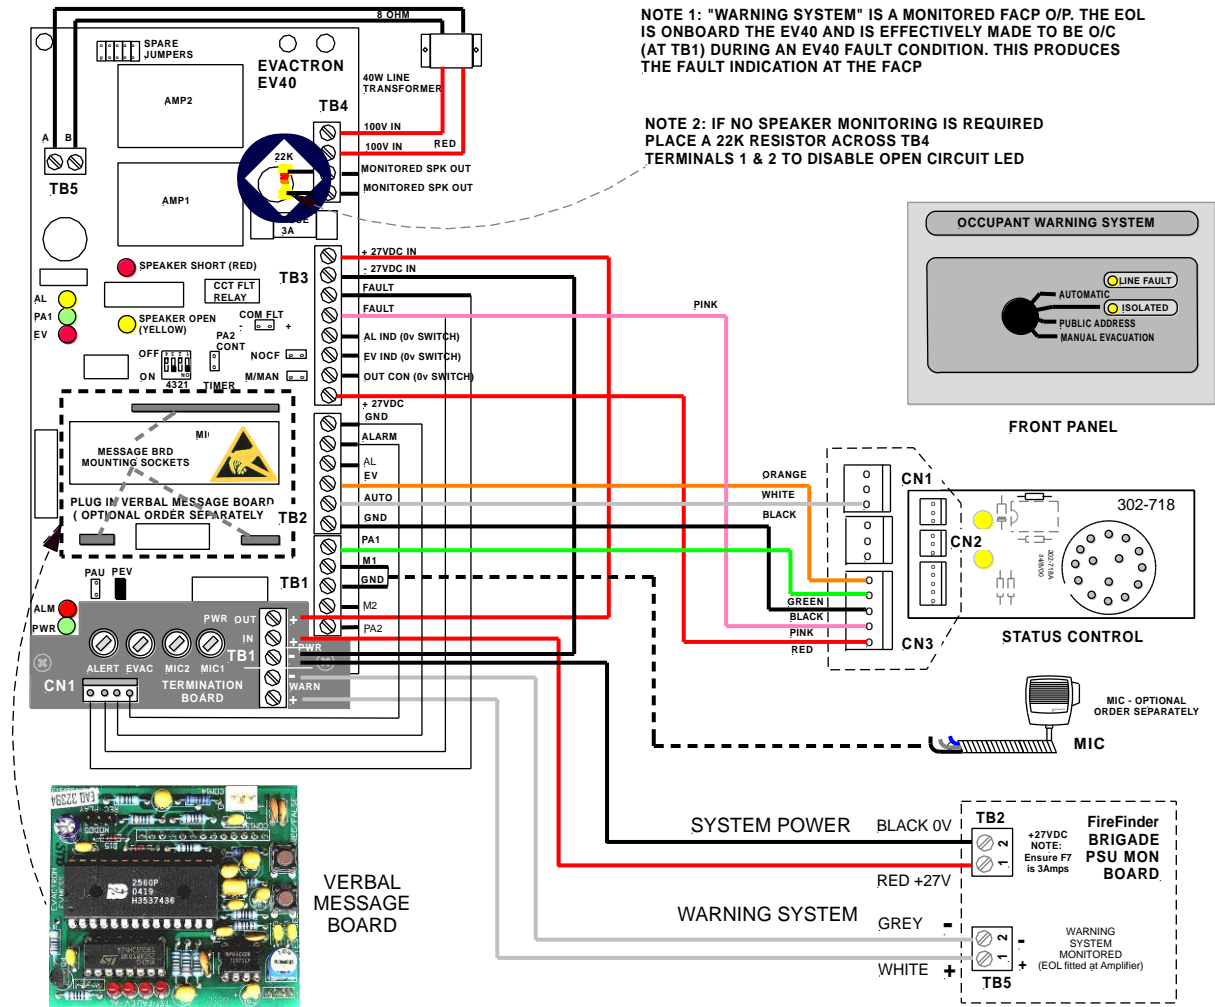 8 OHM
NOTE 1: "WARNING SYSTEM" IS A MONITORED FACP O/P. THE EOL
IS ONBOARD THE EV40 AND IS EFFECTIVELY MADE TO BE O/C
(AT TB1) DURING AN EV40 FAULT CONDITION. THIS PRODUCES
THE FAULT INDICATION AT THE FACP
SPARE
JUMPERS
EVACTRON
EV40
40W LINE
TRANSFORMER
AMP2
TB4
100V IN
100V IN
RED
A
B
NOTE 2: IF NO SPEAKER MONITORING IS REQUIRED
PLACE A 22K RESISTOR ACROSS TB4
TERMINALS 1 & 2 TO DISABLE OPEN CIRCUIT LED
22K
MONITORED SPK OUT
MONITORED SPK OUT
TB5
AMP1
3A
OCCUPANT WARNING SYSTEM
+ 27VDC IN
- 27VDC IN
SPEAKER SHORT (RED)
TB3
CCT FLT
RELAY
FAULT
FAULT
AL
PA1
EV
SPEAKER OPEN
(YELLOW)
COM FLT
-
+
PA2
CONT
PINK
LINE FAULT
AUTOMATIC
ISOLATED
PUBLIC ADDRESS
MANUAL EVACUATION
AL IND (0v SWITCH)
EV IND (0v SWITCH)
OUT CON (0v SWITCH)
OFF
ON
4321
TIMER
NOCF
M/MAN
+ 27VDC
GND
ALARM
AL
EV
AUTO
GND
MESSAGE BRD
MOUNTING SOCKETS
PLUG IN VERBAL MESSAGE BOARD
( OPTIONAL ORDER SEPARATELY
TB2
FRONT PANEL
ORANGE
WHITE
BLACK
CN1
302-718
CN2
302-718A
14/8/00
PA1
M1
GND
M2
PA2
TB1
PAU
PEV
GREEN
BLACK
PINK
RED
CN3
STATUS CONTROL
ALM
PWR
PWR
OUT
IN
+
+
-
PWR
-
WARN
+
TB1
ALERT
EVAC
MIC2
MIC1
CN1
TERMINATION
BOARD
MIC - OPTIONAL
ORDER SEPARATELY
MIC
SYSTEM POWER
BLACK 0V
RED +27V
TB2
2
1
+27VDC
NOTE:
Ensure F7
is 3Amps
FireFinder
BRIGADE
PSU MON
BOARD
VERBAL
MESSAGE
BOARD
2560P
0419
H3537436
WARNING SYSTEM
GREY
-
WHITE
+
2
1
-
+
TB5
WARNING
SYSTEM
MONITORED
(EOL fitted at Amplifier)